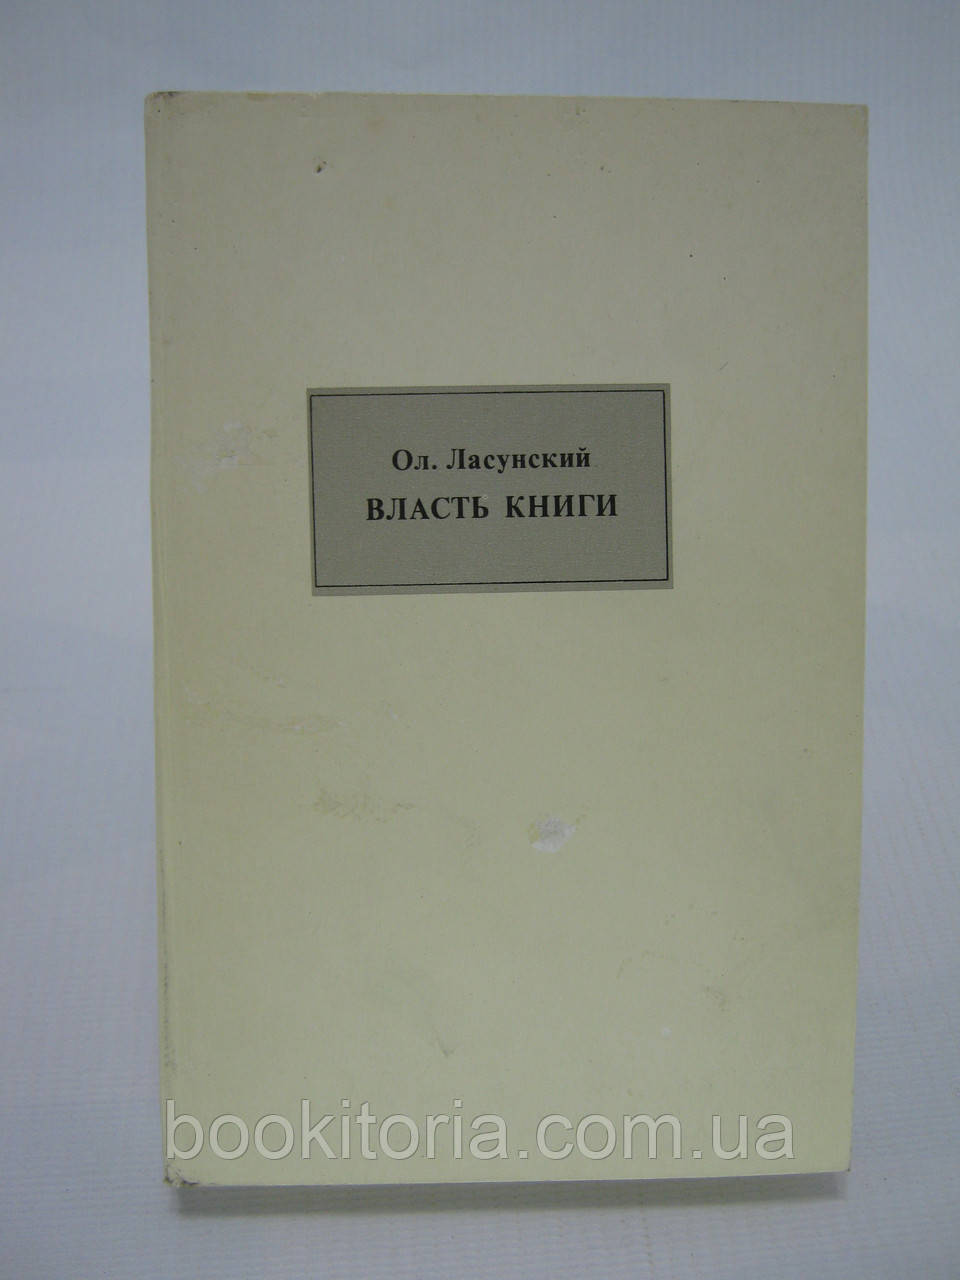 Ол. Ласунский
ВЛАСТЬ КНИГИ
bookitoria.com.ua